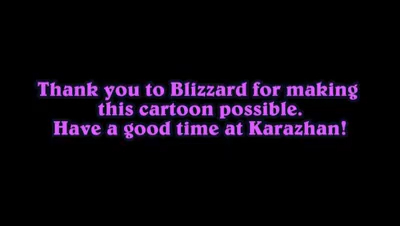 Thank you to Blizzard for making
this cartoon possible.
Have a good time at Karazhan!